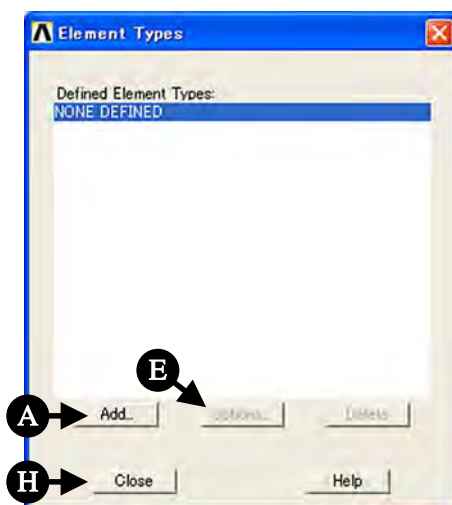 Element Types
Defined Element Types:
NONE DEFINED
E
A Add... Options... Delete
H Close Help